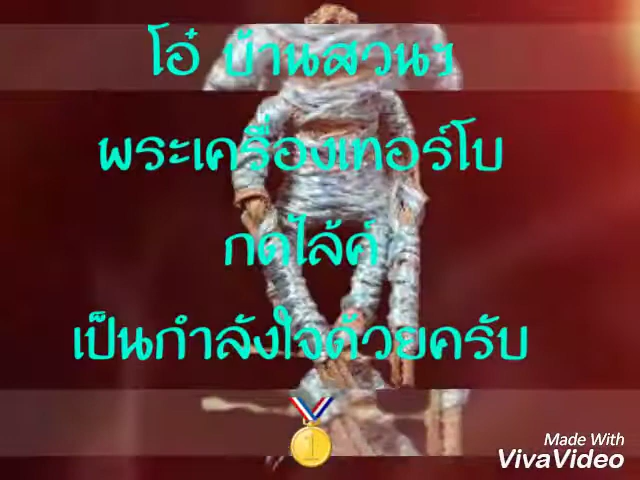 โอ๋ บ้านสวนฯ
พระเครื่องเทอร์โบ
กดไล้ค์
เป็นกำลังใจด้วยครับ
1
Made With
VivaVideo